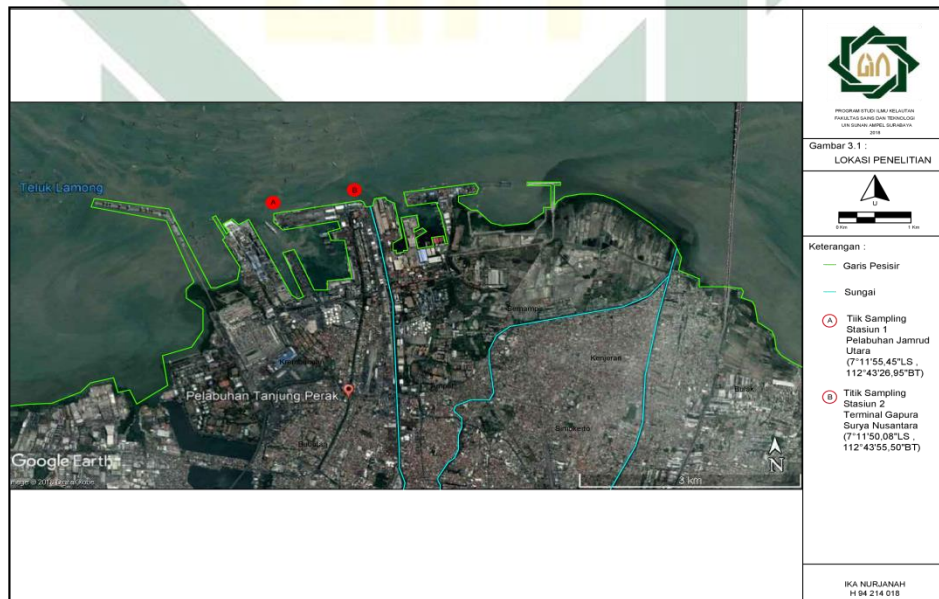 PROGRAM STUDI ILMU KELAUTAN
FAKULTAS SAINS DAN TEKNOLOGI
UIN SUNAN AMPEL SURABAYA
2018
Gambar 3.1 :
LOKASI PENELITIAN
U
0 Km 1 Km
Keterangan :
Garis Pesisir
Sungai
A
Tiik Sampling
Stasiun 1
Pelabuhan Jamrud
Utara
(7°11'55,45"LS ,
112°43'26,95"BT)
B
Titik Sampling
Stasiun 2
Terminal Gapura
Surya Nusantara
(7°11'50,08"LS ,
112°43'55,50"BT)
IKA NURJANAH
H 94 214 018
Teluk Lamong
A
B
Kenjeran
Pelabuhan Tanjung Perak
Simokerto
Bulak
Google Earth
N
3 km